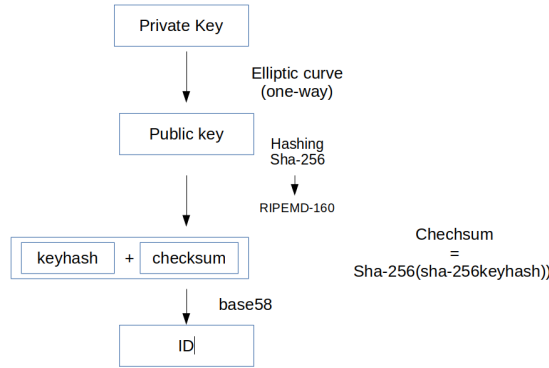 Private Key
Elliptic curve
(one-way)
Public key
Hashing
Sha-256
RIPEMD-160
keyhash + checksum
Chechsum
=
Sha-256(sha-256keyhash))
base58
ID